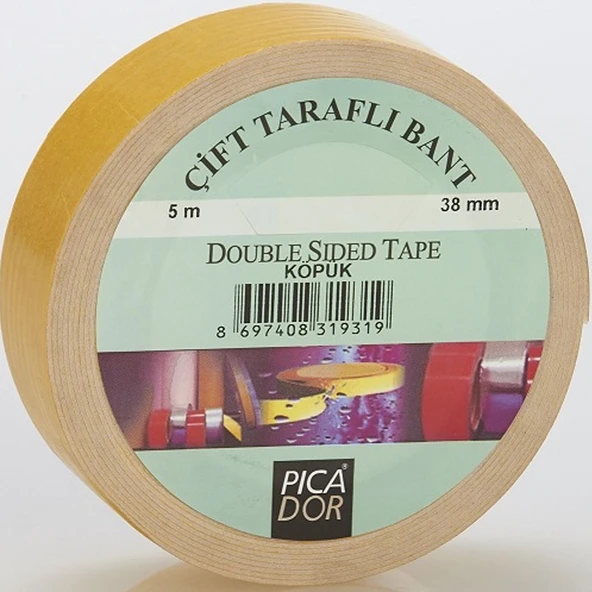 ÇİFT TARAFLI BANT
5 m 38 mm
DOUBLE SIDED TAPE
KÖPÜK
8 697408 319319
PICA®
DOR